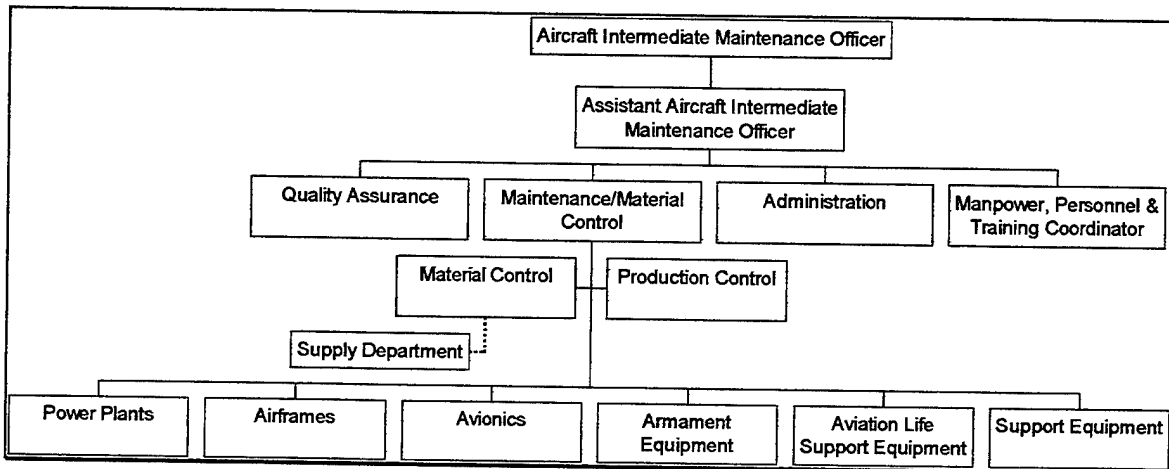 Aircraft Intermediate Maintenance Officer
Assistant Aircraft Intermediate
Maintenance Officer
Quality Assurance
Maintenance/Material
Control
Administration
Manpower, Personnel &
Training Coordinator
Material Control
Production Control
Supply Department
Power Plants
Airframes
Avionics
Armament
Equipment
Aviation Life
Support Equipment
Support Equipment